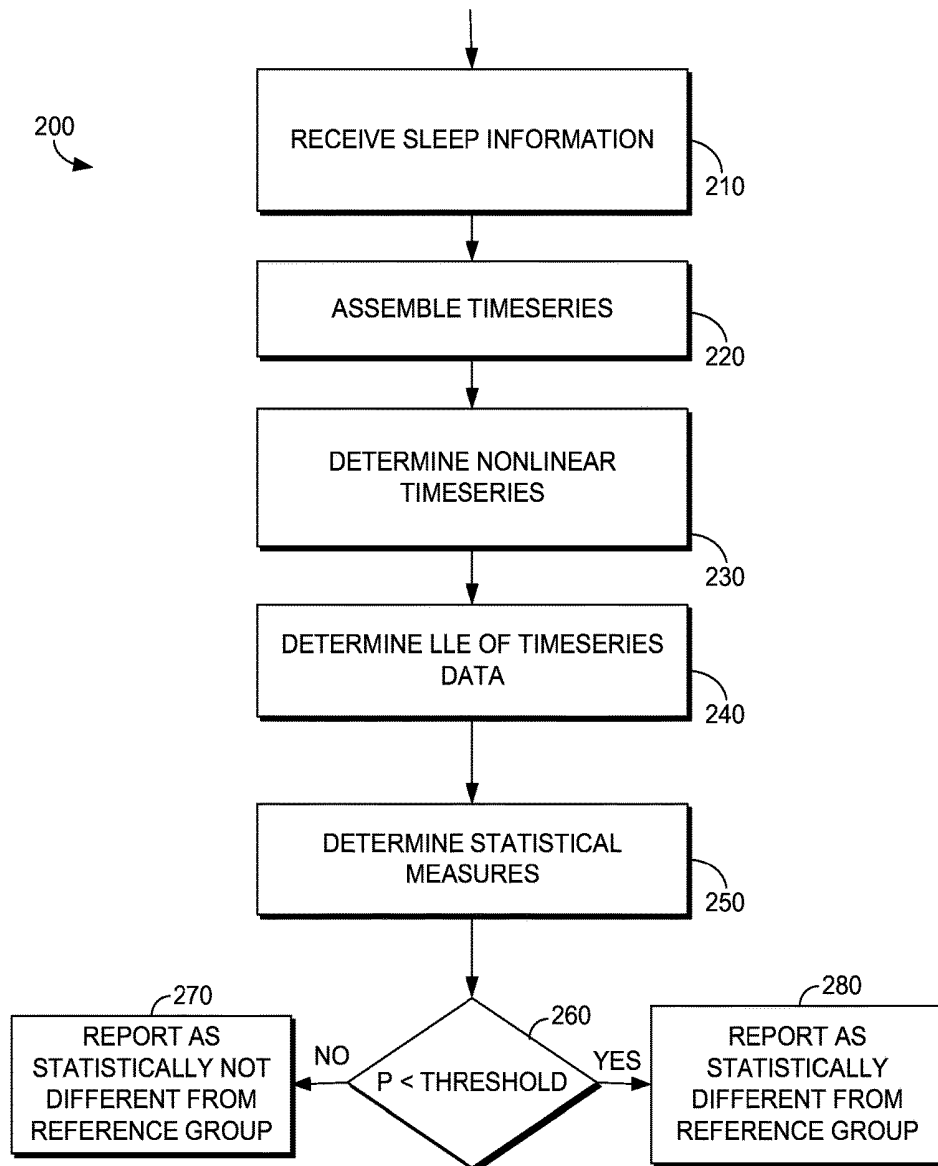 200
RECEIVE SLEEP INFORMATION
210
ASSEMBLE TIMESERIES
220
DETERMINE NONLINEAR
TIMESERIES
230
DETERMINE LLE OF TIMESERIES
DATA
240
DETERMINE STATISTICAL
MEASURES
250
270
REPORT AS
STATISTICALLY NOT
DIFFERENT FROM
REFERENCE GROUP
NO
260
P < THRESHOLD
YES
280
REPORT AS
STATISTICALLY
DIFFERENT FROM
REFERENCE GROUP